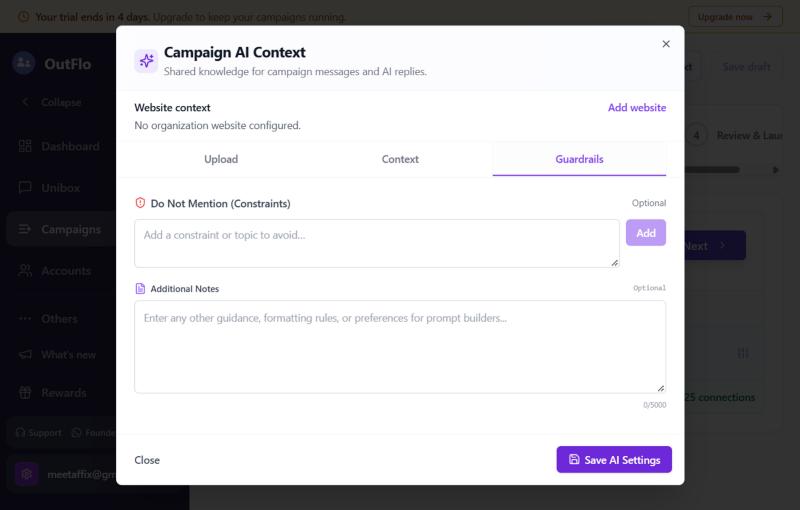 Your trial ends in 4 days. Upgrade to keep your campaigns running.
Upgrade now
OutFlo
Collapse
Dashboard
Unibox
Campaigns
Accounts
Others
What's new
Rewards
Support
meetaffix@gm
Save draft
4
Review & Lau
Next
25 connections
Campaign AI Context
Shared knowledge for campaign messages and AI replies.
Website context
Add website
No organization website configured.
Upload
Context
Guardrails
Do Not Mention (Constraints)
Optional
Add a constraint or topic to avoid...
Add
Additional Notes
Optional
Enter any other guidance, formatting rules, or preferences for prompt builders...
0/5000
Close
Save AI Settings